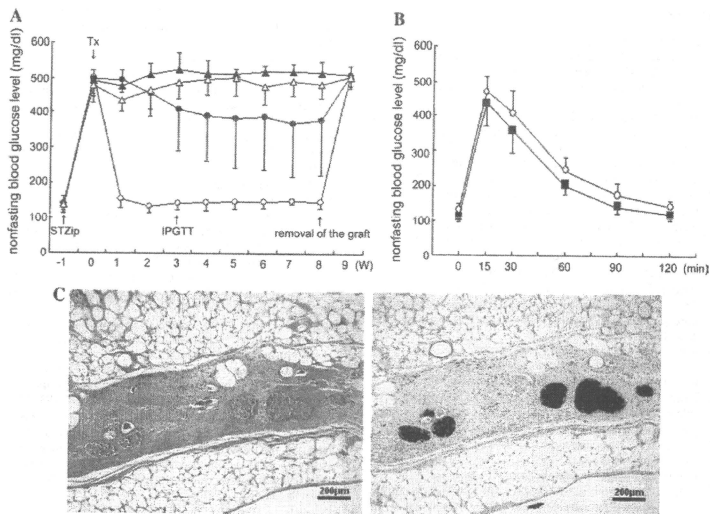 A
Tx
nonfasting blood glucose level (mg/dl)
600
500
400
300
200
100
0
STZip
IPGTT
removal of the graft
-1 0 1 2 3 4 5 6 7 8 9 (W)
B
nonfasting blood glucose level (mg/dl)
600
500
400
300
200
100
0
0 15 30 60 90 120 (min)
C
200μm
200μm